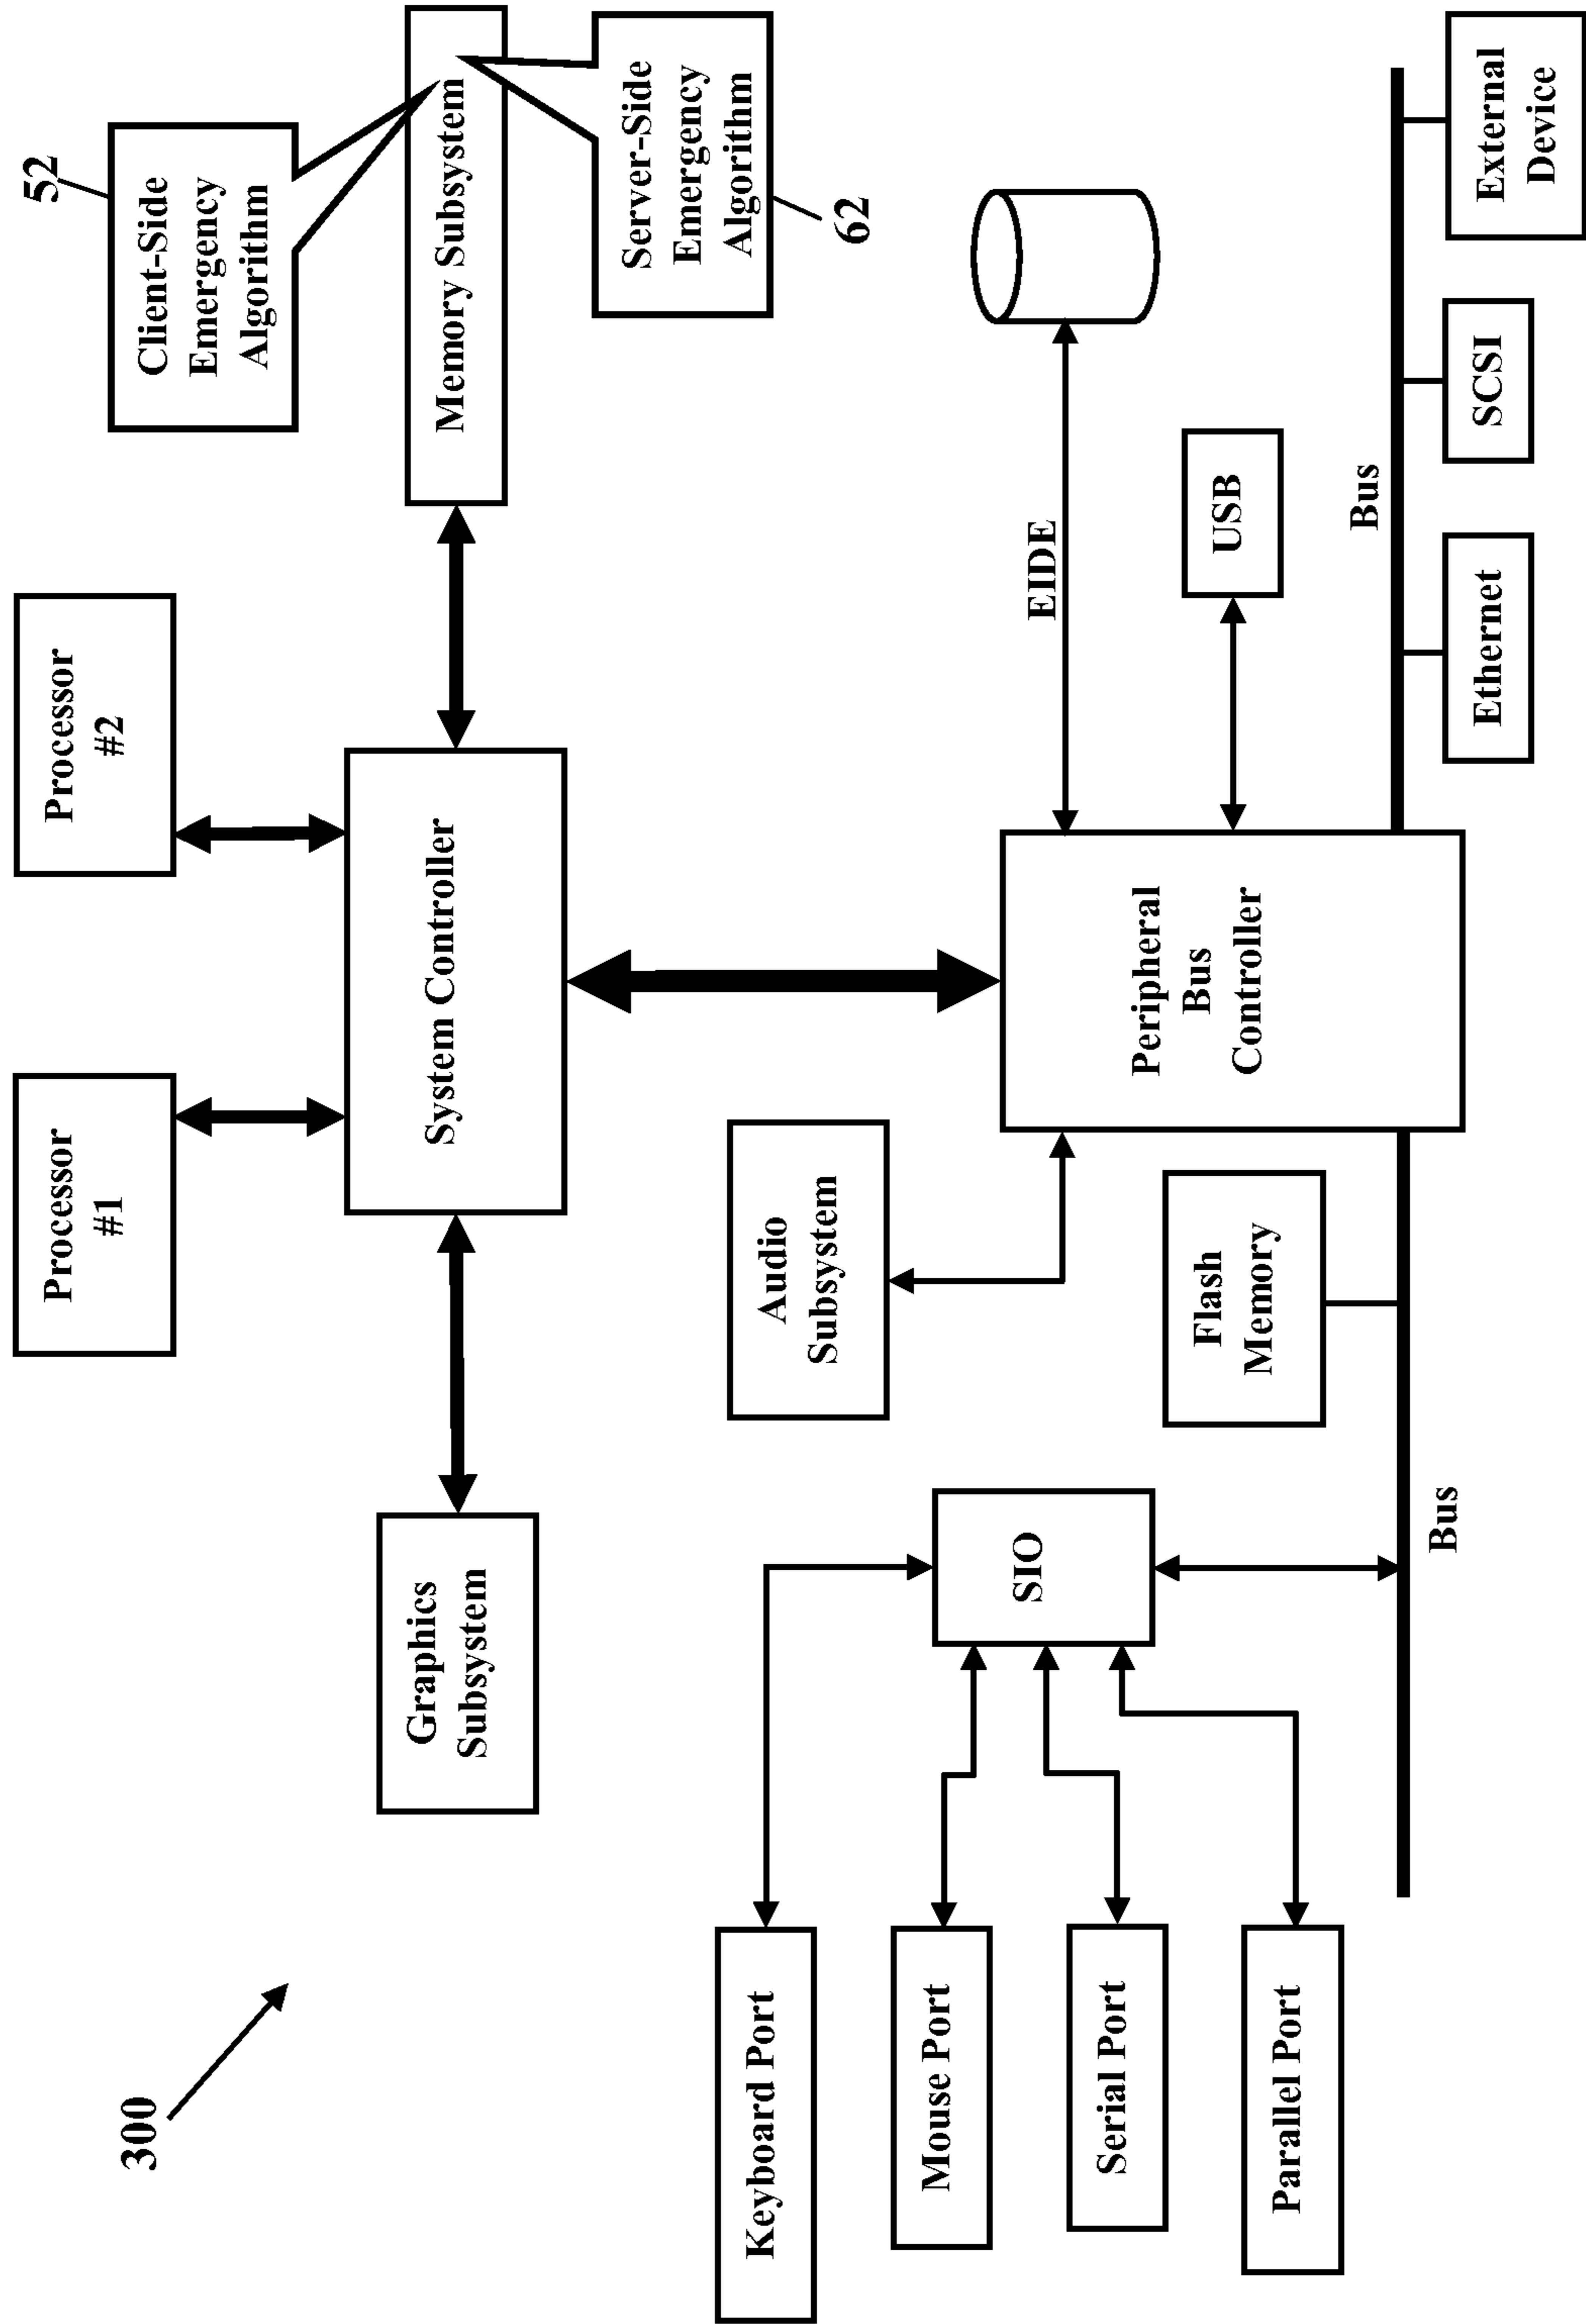 300
Processor
#1
Processor
#2
52
Client-Side
Emergency
Algorithm
Graphics
Subsystem
System Controller
Memory Subsystem
Server-Side
Emergency
Algorithm
62
Keyboard Port
Mouse Port
Serial Port
Parallel Port
SIO
Audio
Subsystem
Flash
Memory
Peripheral
Bus
Controller
EIDE
USB
Bus
Bus
Ethernet
SCSI
External
Device